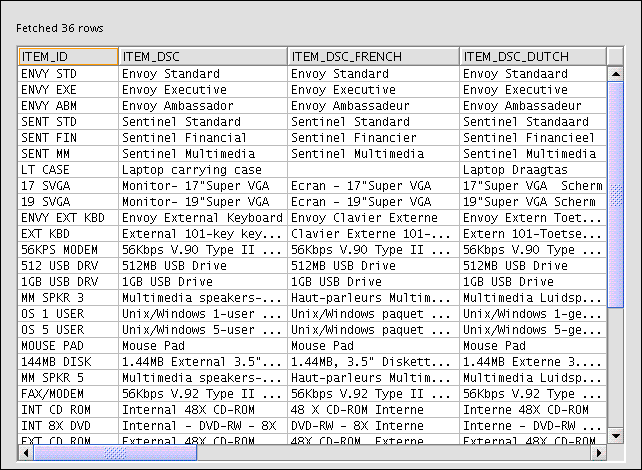 Fetched 36 rows
ITEM_ID ITEM_DSC ITEM_DSC_FRENCH ITEM_DSC_DUTCH
ENVY STD Envoy Standard Envoy Standard Envoy Standaard
ENVY EXE Envoy Executive Envoy Executive Envoy Executive
ENVY ABM Envoy Ambassador Envoy Ambassadeur Envoy Ambassadeur
SENT STD Sentinel Standard Sentinel Standard Sentinel Standaard
SENT FIN Sentinel Financial Sentinel Financier Sentinel Financieel
SENT MM Sentinel Multimedia Sentinel Multimedia Sentinel Multimedia
LT CASE Laptop carrying case Laptop Draagtas
17 SVGA Monitor- 17"Super VGA Ecran - 17"Super VGA 17"Super VGA Scherm
19 SVGA Monitor- 19"Super VGA Ecran - 19"Super VGA 19"Super VGA Scherm
ENVY EXT KBD Envoy External Keyboard Envoy Clavier Externe Envoy Extern Toet...
EXT KBD External 101-key key... Clavier Externe 101-... Extern 101-Toetse...
56KPS MODEM 56Kbps V.90 Type II ... 56Kbps V.90 Type II ... 56Kbps V.90 Type ...
512 USB DRV 512MB USB Drive 512MB USB Drive 512MB USB Drive
1GB USB DRV 1GB USB Drive 1GB USB Drive 1GB USB Drive
MM SPKR 3 Multimedia speakers-... Haut-parleurs Multim... Multimedia Luidsp...
OS 1 USER Unix/Windows 1-user ... Unix/Windows paquet ... Unix/Windows 1-ge...
OS 5 USER Unix/Windows 5-user ... Unix/Windows paquet ... Unix/Windows 5-ge...
MOUSE PAD Mouse Pad Mouse Pad Mouse Pad
144MB DISK 1.44MB External 3.5"... 1.44MB, 3.5" Diskett... 1.44MB Externe 3....
MM SPKR 5 Multimedia speakers-... Haut-parleurs Multim... Multimedia Luidsp...
FAX/MODEM 56Kbps V.92 Type II ... 56Kbps V.92 Type II ... 56Kbps V.92 Type ...
INT CD ROM Internal 48X CD-ROM 48 X CD-ROM Interne Interne 48X CD-ROM
INT 8X DVD Internal - DVD-RW - 8X DVD-RW - 8X Interne Interne - DVD-RW ...
EXT CD ROM External 48X CD-ROM 48 X CD-ROM Externe Externe 48X CD-ROM